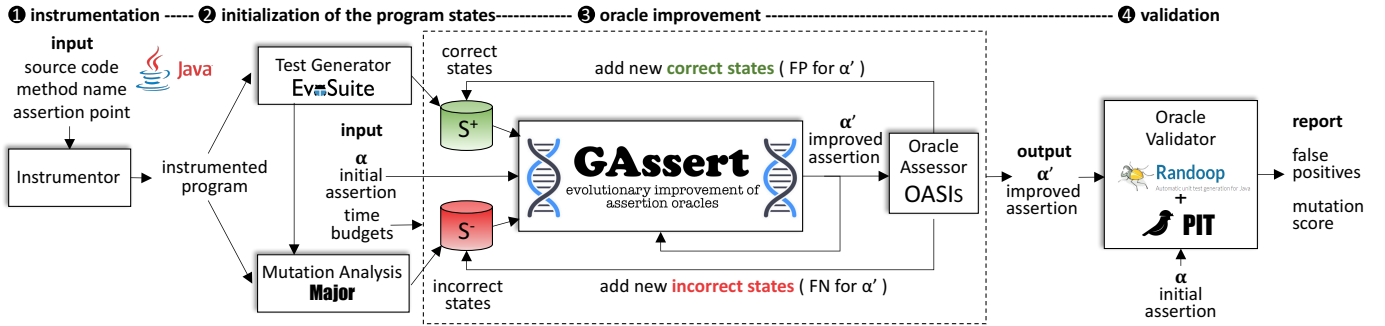 ❶ instrumentation ----- ❷ initialization of the program states ----- ❸ oracle improvement ----- ❹ validation
input
source code
method name
assertion point
Java
Instrumentor
instrumented
program
Test Generator
EvoSuite
Mutation Analysis
Major
input
α
initial
assertion
time
budgets
correct
states
S+
S-
incorrect
states
add new correct states ( FP for α′ )
GAssert
evolutionary improvement of
assertion oracles
α′
improved
assertion
add new incorrect states ( FN for α′ )
Oracle
Assessor
OASIs
output
α′
improved
assertion
Oracle
Validator
Randoop
Automatic unit test generation for Java
+
PIT
α
initial
assertion
report
false
positives
mutation
score